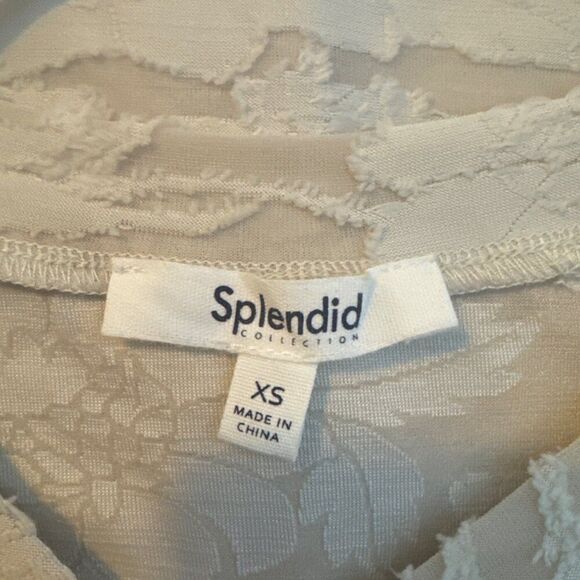 Splendid
COLLECTION
XS
MADE IN
CHINA